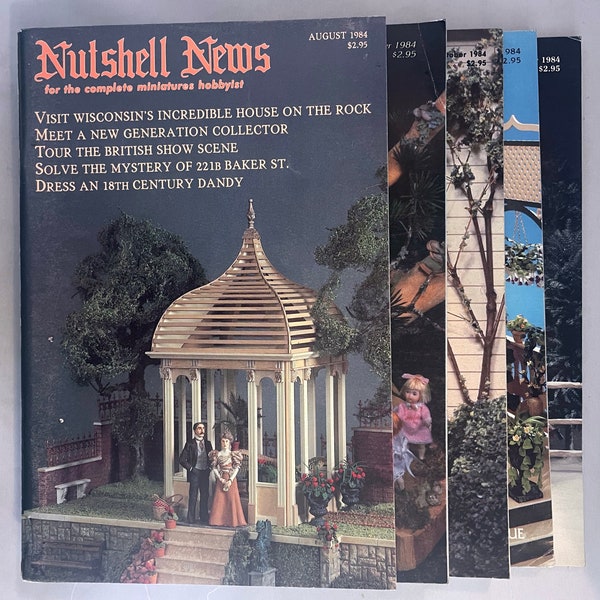 AUGUST 1984
$2.95
Nutshell News
for the complete miniatures hobbyist
VISIT WISCONSIN'S INCREDIBLE HOUSE ON THE ROCK
MEET A NEW GENERATION COLLECTOR
TOUR THE BRITISH SHOW SCENE
SOLVE THE MYSTERY OF 221B BAKER ST.
DRESS AN 18TH CENTURY DANDY
1984
$2.95
1984
$2.95
1984
$2.95
1984
$2.95
UE